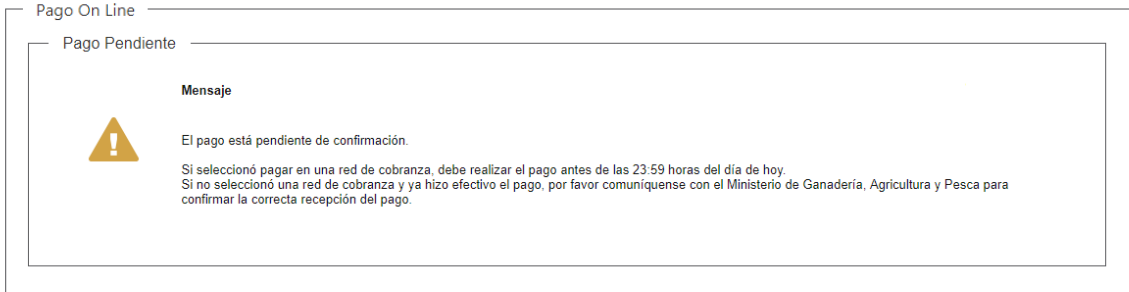 Pago On Line
Pago Pendiente
Mensaje
El pago está pendiente de confirmación.
Si seleccionó pagar en una red de cobranza, debe realizar el pago antes de las 23:59 horas del día de hoy.
Si no seleccionó una red de cobranza y ya hizo efectivo el pago, por favor comuníquense con el Ministerio de Ganadería, Agricultura y Pesca para
confirmar la correcta recepción del pago.